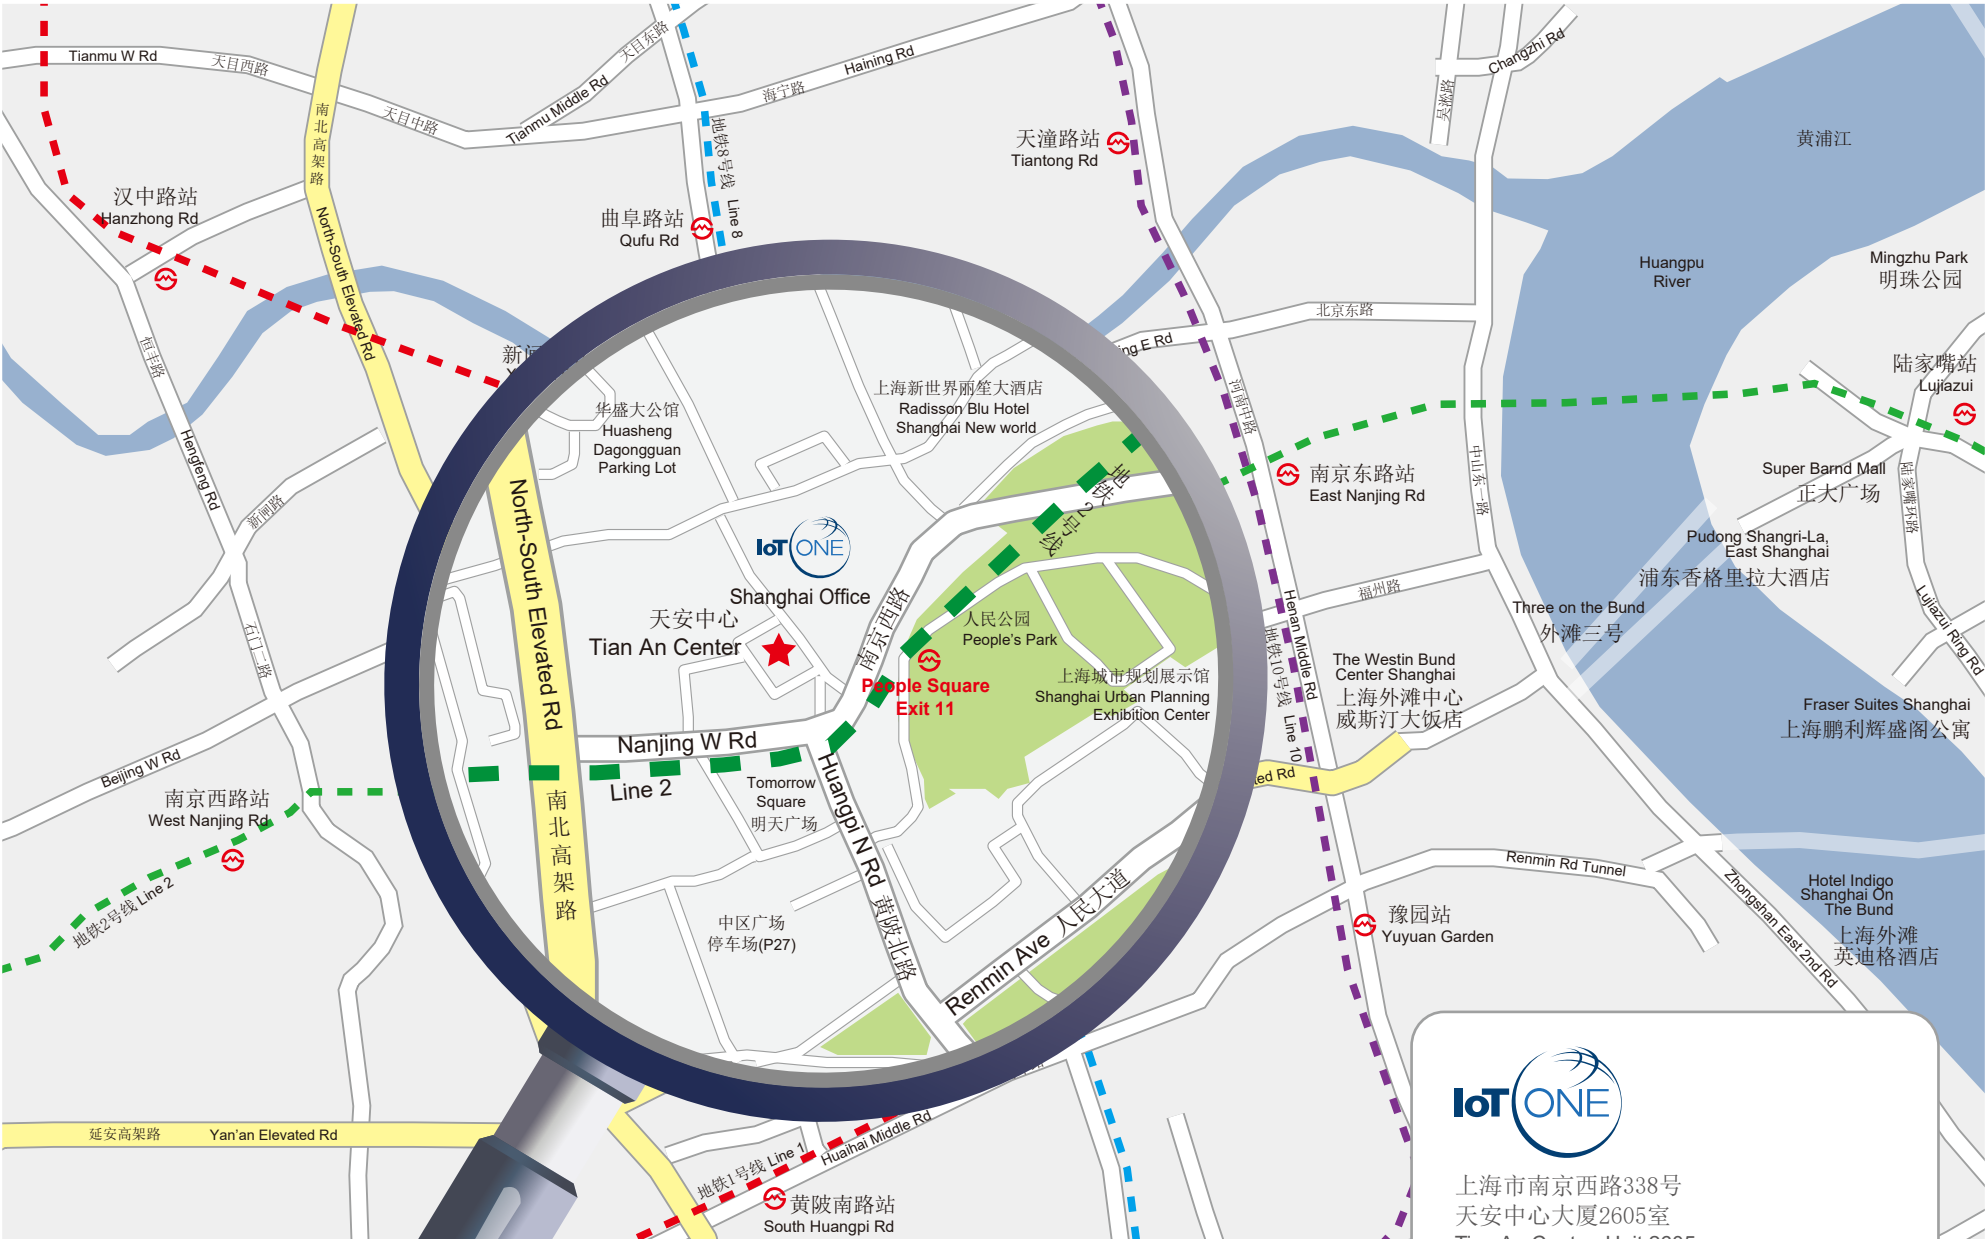 Tianmu W Rd
天目西路
天目中路
Tianmu Middle Rd
天目东路
海宁路
Haining Rd
Changzhi Rd
吴淞路
南北高架路
North-South Elevated Rd
地铁8号线 Line 8
天潼路站
Tiantong Rd
黄浦江
汉中路站
Hanzhong Rd
曲阜路站
Qufu Rd
Huangpu
River
Mingzhu Park
明珠公园
北京东路
ng E Rd
恒丰路
Hengfeng Rd
新闸路
石门二路
河南中路
Henan Middle Rd
陆家嘴站
Lujiazui
华盛大公馆
Huasheng
Dagongguan
Parking Lot
上海新世界丽笙大酒店
Radisson Blu Hotel
Shanghai New world
南京东路站
East Nanjing Rd
中山东一路
Super Barnd Mall
正大广场
陆家嘴环路
Lujiazui Ring Rd
Pudong Shangri-La,
East Shanghai
浦东香格里拉大酒店
North-South Elevated Rd
南北高架路
IoT ONE
Shanghai Office
天安中心
Tian An Center
地铁2号线
南京西路
人民公园
People's Park
People Square
Exit 11
上海城市规划展示馆
Shanghai Urban Planning
Exhibition Center
福州路
Three on the Bund
外滩三号
The Westin Bund
Center Shanghai
上海外滩中心
威斯汀大饭店
地铁10号线 Line 10
Fraser Suites Shanghai
上海鹏利辉盛阁公寓
Nanjing W Rd
Line 2
Tomorrow
Square
明天广场
Huangpi N Rd 黄陂北路
Beijing W Rd
南京西路站
West Nanjing Rd
地铁2号线 Line 2
ed Rd
Renmin Rd Tunnel
Zhongshan East 2nd Rd
Hotel Indigo
Shanghai On
The Bund
上海外滩
英迪格酒店
中区广场
停车场(P27)
Renmin Ave 人民大道
豫园站
Yuyuan Garden
延安高架路 Yan'an Elevated Rd
地铁1号线 Line 1
Huaihai Middle Rd
黄陂南路站
South Huangpi Rd
IoT ONE
上海市南京西路338号
天安中心大厦2605室